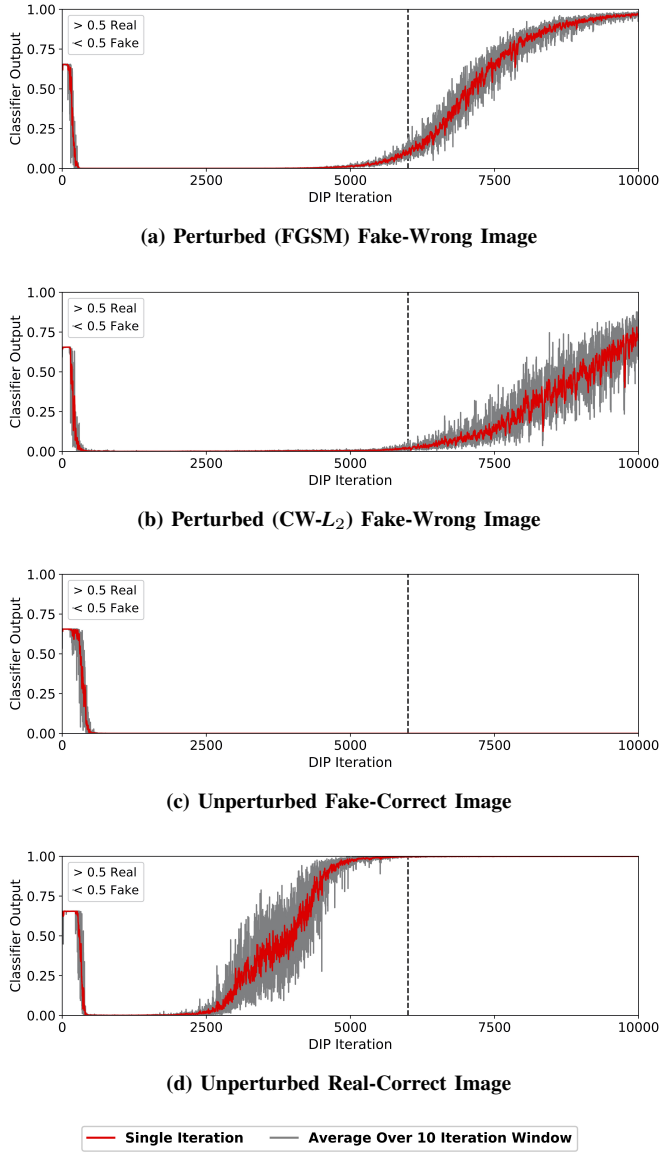 1.00
0.75
0.50
0.25
0.00
Classifier Output
> 0.5 Real
< 0.5 Fake
0 2500 5000 7500 10000
DIP Iteration
(a) Perturbed (FGSM) Fake-Wrong Image
1.00
0.75
0.50
0.25
0.00
Classifier Output
> 0.5 Real
< 0.5 Fake
0 2500 5000 7500 10000
DIP Iteration
(b) Perturbed (CW-L₂) Fake-Wrong Image
1.00
0.75
0.50
0.25
0.00
Classifier Output
> 0.5 Real
< 0.5 Fake
0 2500 5000 7500 10000
DIP Iteration
(c) Unperturbed Fake-Correct Image
1.00
0.75
0.50
0.25
0.00
Classifier Output
> 0.5 Real
< 0.5 Fake
0 2500 5000 7500 10000
DIP Iteration
(d) Unperturbed Real-Correct Image
Single Iteration Average Over 10 Iteration Window